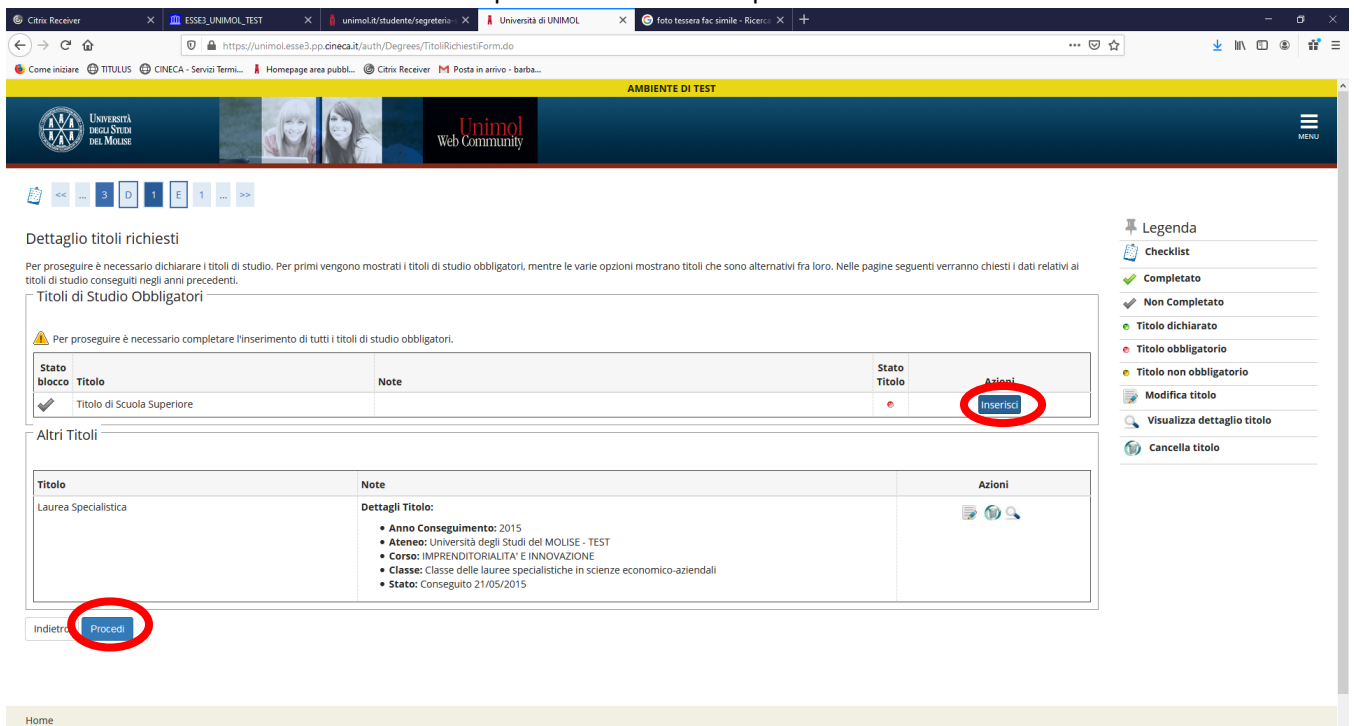 Citrix Receiver
ESSE3_UNIMOL_TEST
unimol.it/studente/segreteria-s
Università di UNIMOL
foto tessera fac simile - Ricerca
https://unimol.esse3.pp.cineca.it/auth/Degrees/TitoliRichiestiForm.do
Come iniziare
TITULUS
CINECA - Servizi Termi...
Homepage area pubbl...
Citrix Receiver
Posta in arrivo - barba...
AMBIENTE DI TEST
UNIVERSITÀ
DEGLI STUDI
DEL MOLISE
Unimol
Web Community
MENU
<< ... 3 D 1 E 1 ... >>
Dettaglio titoli richiesti
Per proseguire è necessario dichiarare i titoli di studio. Per primi vengono mostrati i titoli di studio obbligatori, mentre le varie opzioni mostrano titoli che sono alternativi fra loro. Nelle pagine seguenti verranno chiesti i dati relativi ai
titoli di studio conseguiti negli anni precedenti.
Titoli di Studio Obbligatori
Per proseguire è necessario completare l'inserimento di tutti i titoli di studio obbligatori.
Stato
blocco
Titolo
Note
Stato
Titolo
Azioni
Titolo di Scuola Superiore
Inserisci
Altri Titoli
Titolo
Note
Azioni
Laurea Specialistica
Dettagli Titolo:
• Anno Conseguimento: 2015
• Ateneo: Università degli Studi del MOLISE - TEST
• Corso: IMPRENDITORIALITA' E INNOVAZIONE
• Classe: Classe delle lauree specialistiche in scienze economico-aziendali
• Stato: Conseguito 21/05/2015
Indietro
Procedi
Legenda
Checklist
Completato
Non Completato
Titolo dichiarato
Titolo obbligatorio
Titolo non obbligatorio
Modifica titolo
Visualizza dettaglio titolo
Cancella titolo
Home